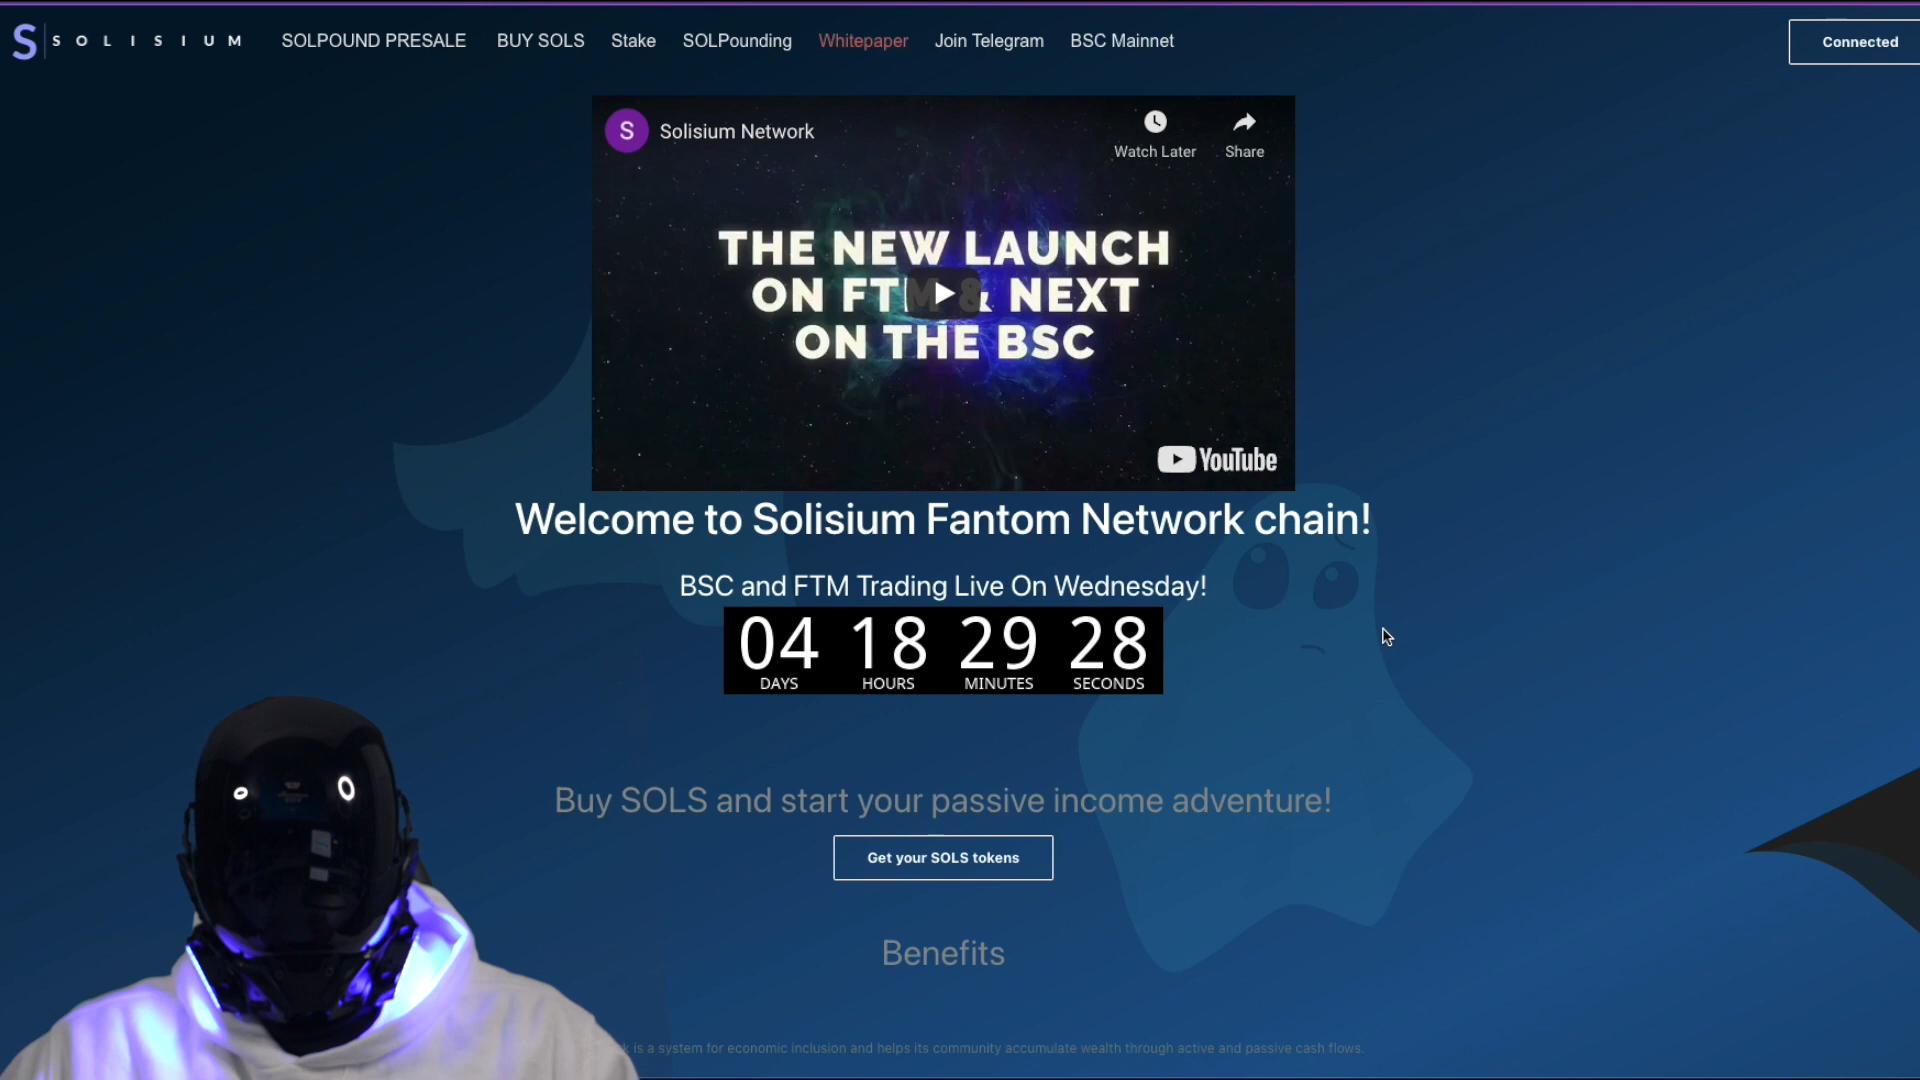 S SOLISIUM SOLPOUND PRESALE BUY SOLS Stake SOLPounding Whitepaper Join Telegram BSC Mainnet Connected
S Solisium Network
Watch Later Share
THE NEW LAUNCH
ON FTM & NEXT
ON THE BSC
YouTube
Welcome to Solisium Fantom Network chain!
BSC and FTM Trading Live On Wednesday!
04 18 29 28
DAYS HOURS MINUTES SECONDS
Buy SOLS and start your passive income adventure!
Get your SOLS tokens
Benefits
is a system for economic inclusion and helps its community accumulate wealth through active and passive cash flows.